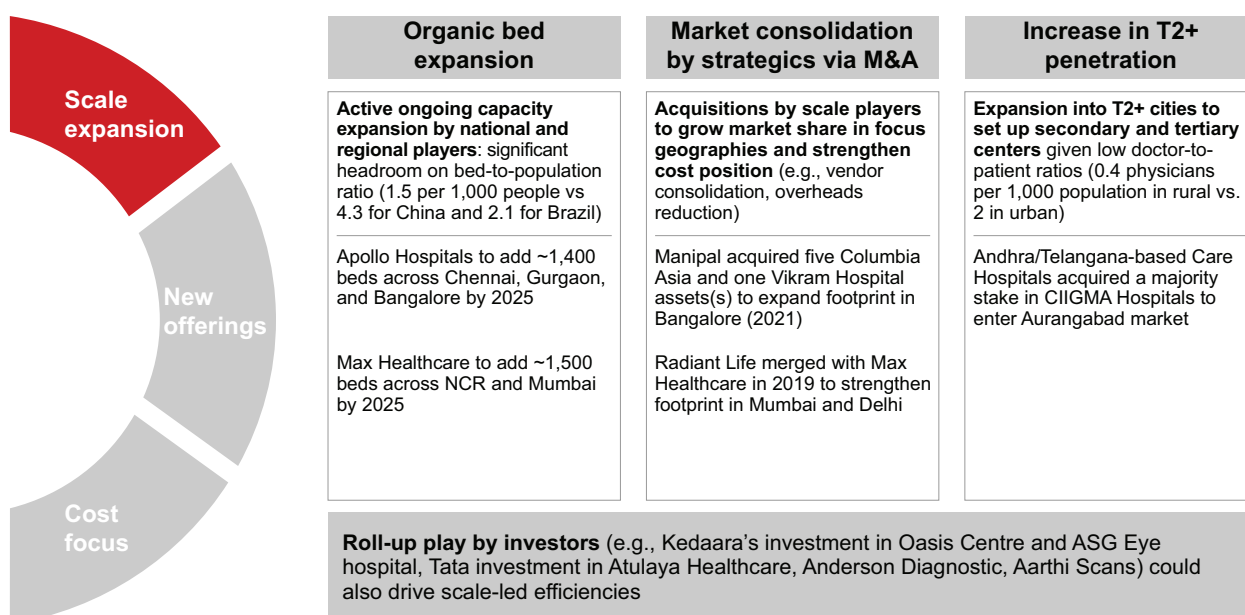 Scale
expansion
New
offerings
Cost
focus
Organic bed
expansion
Active ongoing capacity
expansion by national and
regional players: significant
headroom on bed-to-population
ratio (1.5 per 1,000 people vs
4.3 for China and 2.1 for Brazil)
Apollo Hospitals to add ~1,400
beds across Chennai, Gurgaon,
and Bangalore by 2025
Max Healthcare to add ~1,500
beds across NCR and Mumbai
by 2025
Market consolidation
by strategics via M&A
Acquisitions by scale players
to grow market share in focus
geographies and strengthen
cost position (e.g., vendor
consolidation, overheads
reduction)
Manipal acquired five Columbia
Asia and one Vikram Hospital
assets(s) to expand footprint in
Bangalore (2021)
Radiant Life merged with Max
Healthcare in 2019 to strengthen
footprint in Mumbai and Delhi
Increase in T2+
penetration
Expansion into T2+ cities to
set up secondary and tertiary
centers given low doctor-to-
patient ratios (0.4 physicians
per 1,000 population in rural vs.
2 in urban)
Andhra/Telangana-based Care
Hospitals acquired a majority
stake in CIIGMA Hospitals to
enter Aurangabad market
Roll-up play by investors (e.g., Kedaara's investment in Oasis Centre and ASG Eye
hospital, Tata investment in Atulaya Healthcare, Anderson Diagnostic, Aarthi Scans) could
also drive scale-led efficiencies